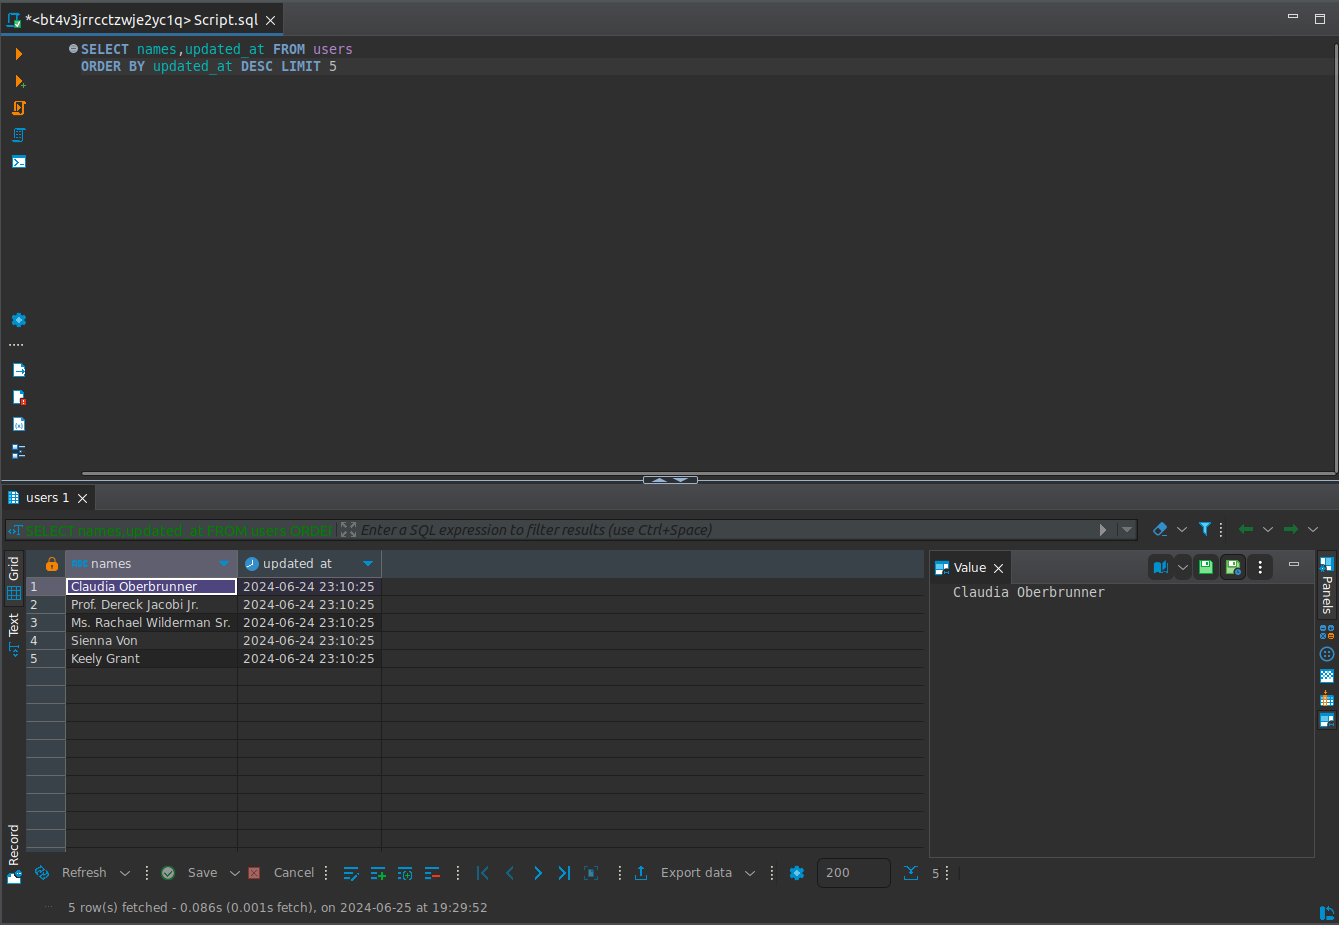 *<bt4v3jrrcctzwje2yc1q> Script.sql
SELECT names,updated_at FROM users
ORDER BY updated_at DESC LIMIT 5
users 1
SELECT names,updated_at FROM users ORDEI
Enter a SQL expression to filter results (use Ctrl+Space)
Grid
Text
Record
ABC names
updated_at
1 Claudia Oberbrunner 2024-06-24 23:10:25
2 Prof. Dereck Jacobi Jr. 2024-06-24 23:10:25
3 Ms. Rachael Wilderman Sr. 2024-06-24 23:10:25
4 Sienna Von 2024-06-24 23:10:25
5 Keely Grant 2024-06-24 23:10:25
Value
Claudia Oberbrunner
Panels
Refresh Save Cancel Export data 200 5
5 row(s) fetched - 0.086s (0.001s fetch), on 2024-06-25 at 19:29:52